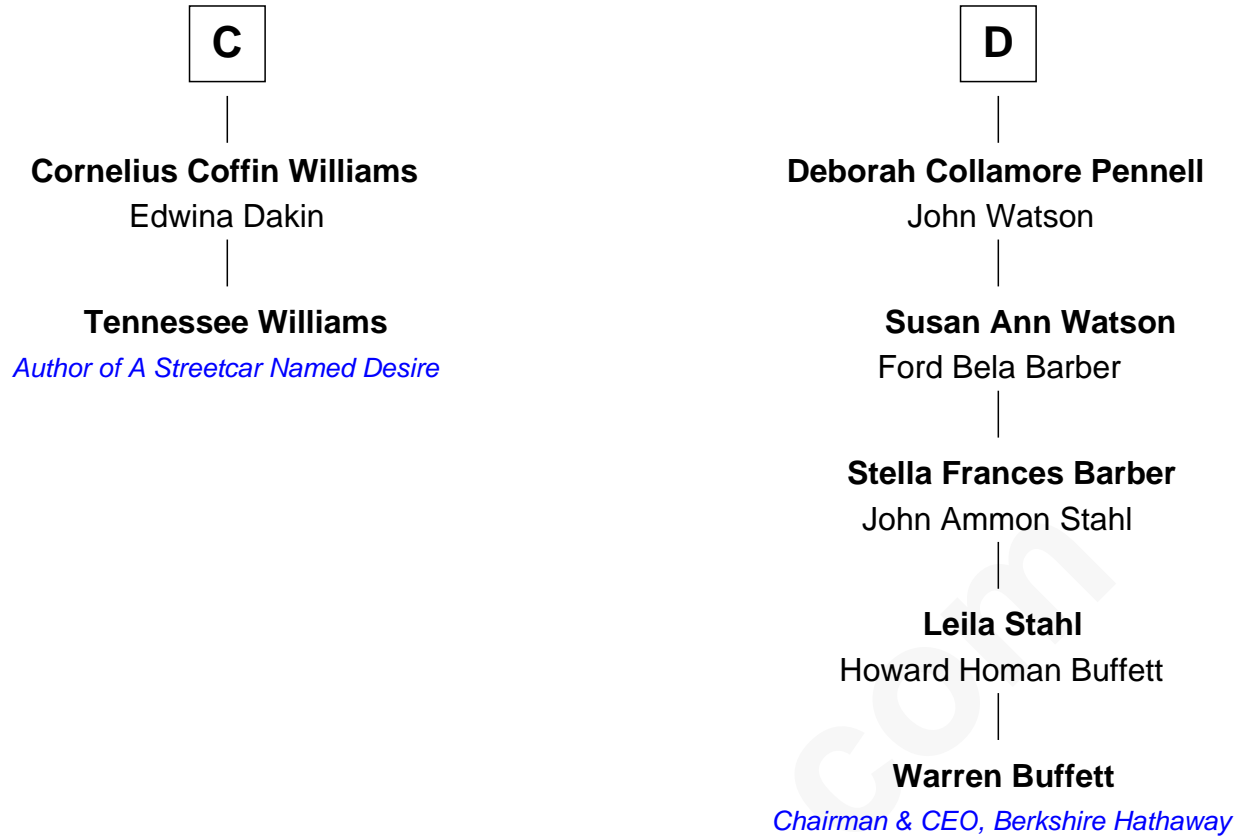 C
Cornelius Coffin Williams
Edwina Dakin
Tennessee Williams
Author of A Streetcar Named Desire
D
Deborah Collamore Pennell
John Watson
Susan Ann Watson
Ford Bela Barber
Stella Frances Barber
John Ammon Stahl
Leila Stahl
Howard Homan Buffett
Warren Buffett
Chairman & CEO, Berkshire Hathaway
com